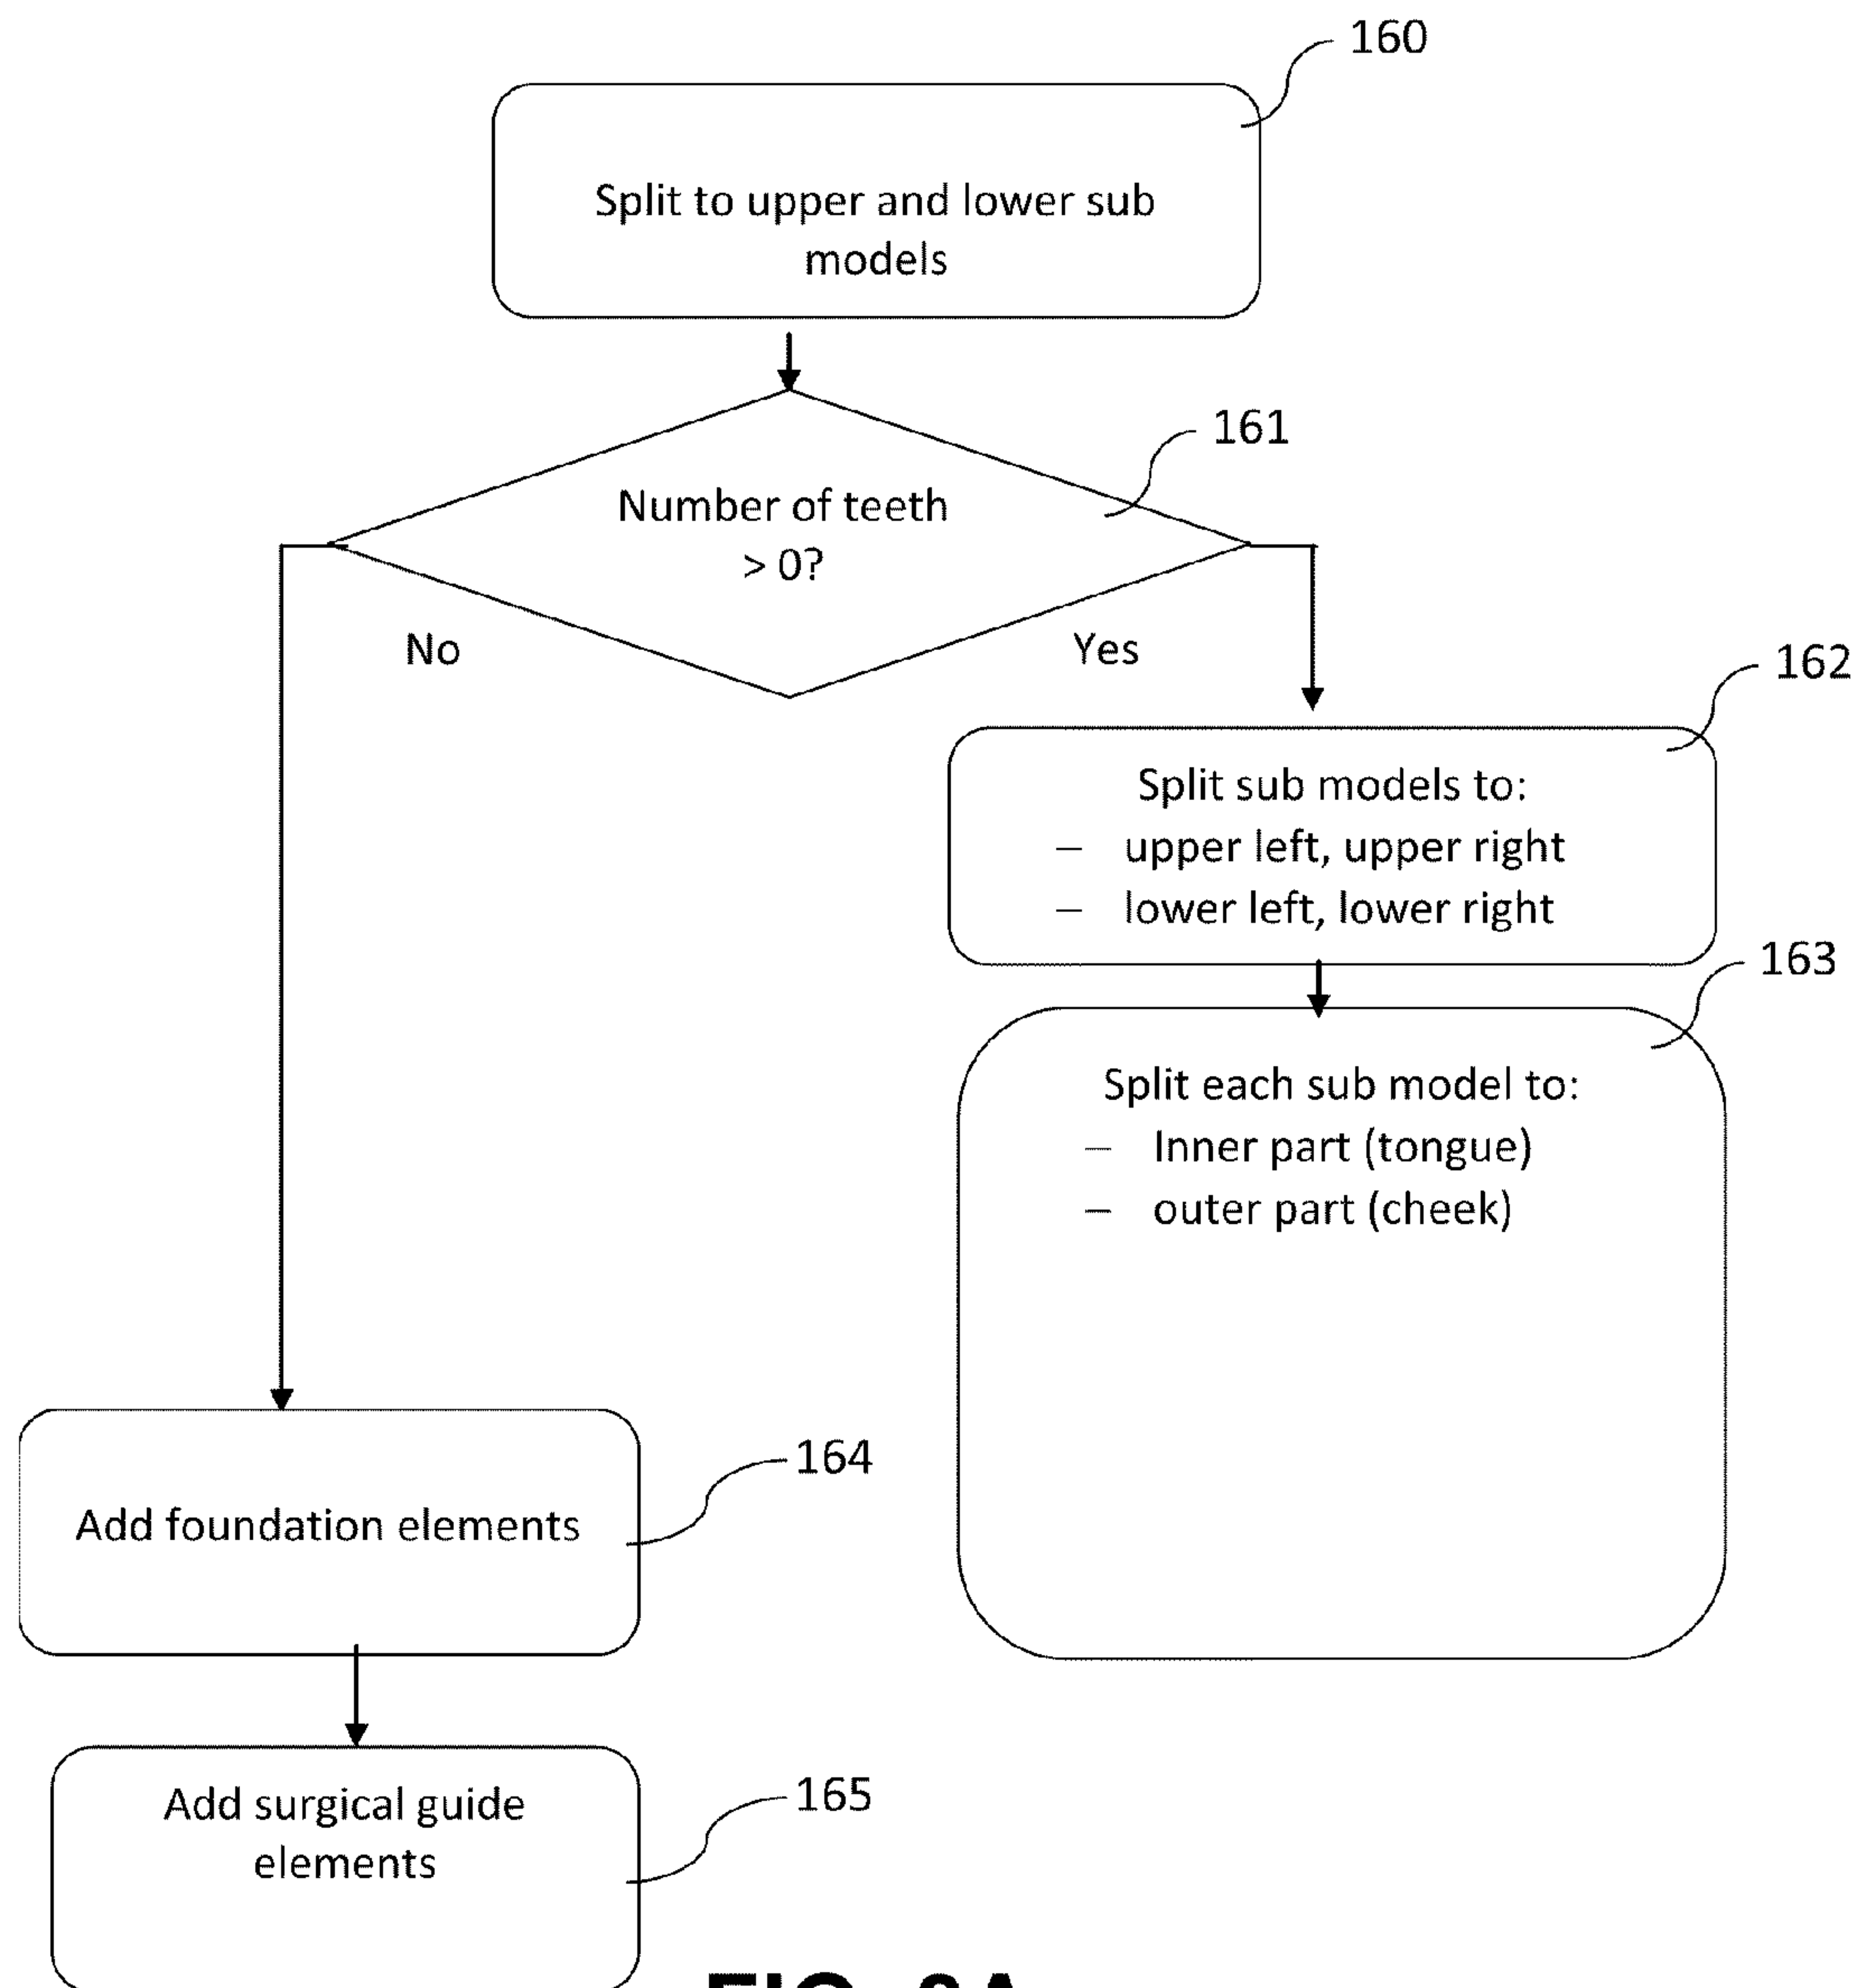 160
Split to upper and lower sub
models
161
Number of teeth
> 0?
No
Yes
162
Split sub models to:
– upper left, upper right
– lower left, lower right
163
Split each sub model to:
– Inner part (tongue)
– outer part (cheek)
164
Add foundation elements
165
Add surgical guide
elements